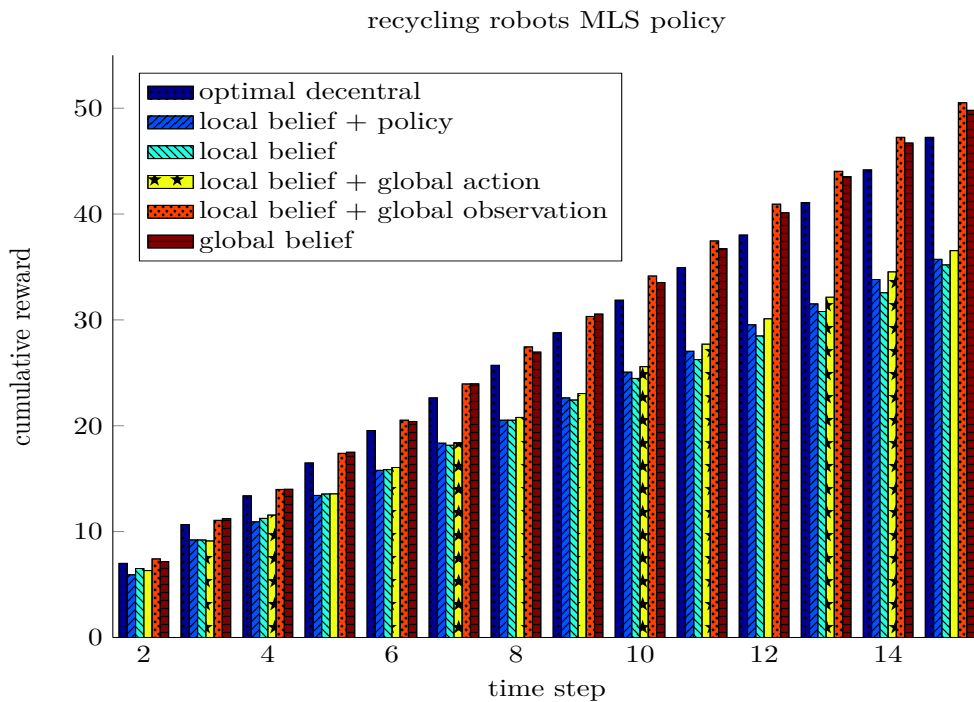 recycling robots MLS policy
optimal decentral
local belief + policy
local belief
local belief + global action
local belief + global observation
global belief
cumulative reward
50
40
30
20
10
0
2 4 6 8 10 12 14
time step